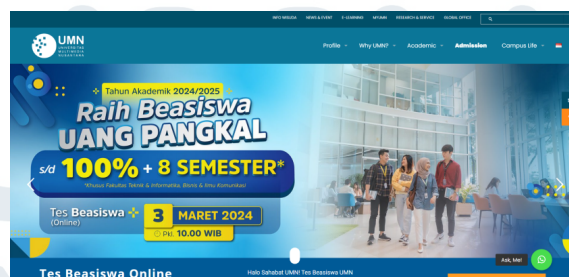 INFO WISUDA NEWS & EVENT E-LEARNING MYUMN RESEARCH & SERVICE GLOBAL OFFICE
UMN
UNIVERSITAS
MULTIMEDIA
NUSANTARA
Profile Why UMN? Academic Admission Campus Life
Tahun Akademik 2024/2025
Raih Beasiswa
UANG PANGKAL
s/d 100% + 8 SEMESTER*
*Khusus Fakultas Teknik & Informatika, Bisnis & Ilmu Komunikasi
Tes Beasiswa
(Online)
3 MARET 2024
Pkl. 10.00 WIB
Ask, Me!
Tes Beasiswa Online
Halo Sahabat UMN! Tes Beasiswa UMN